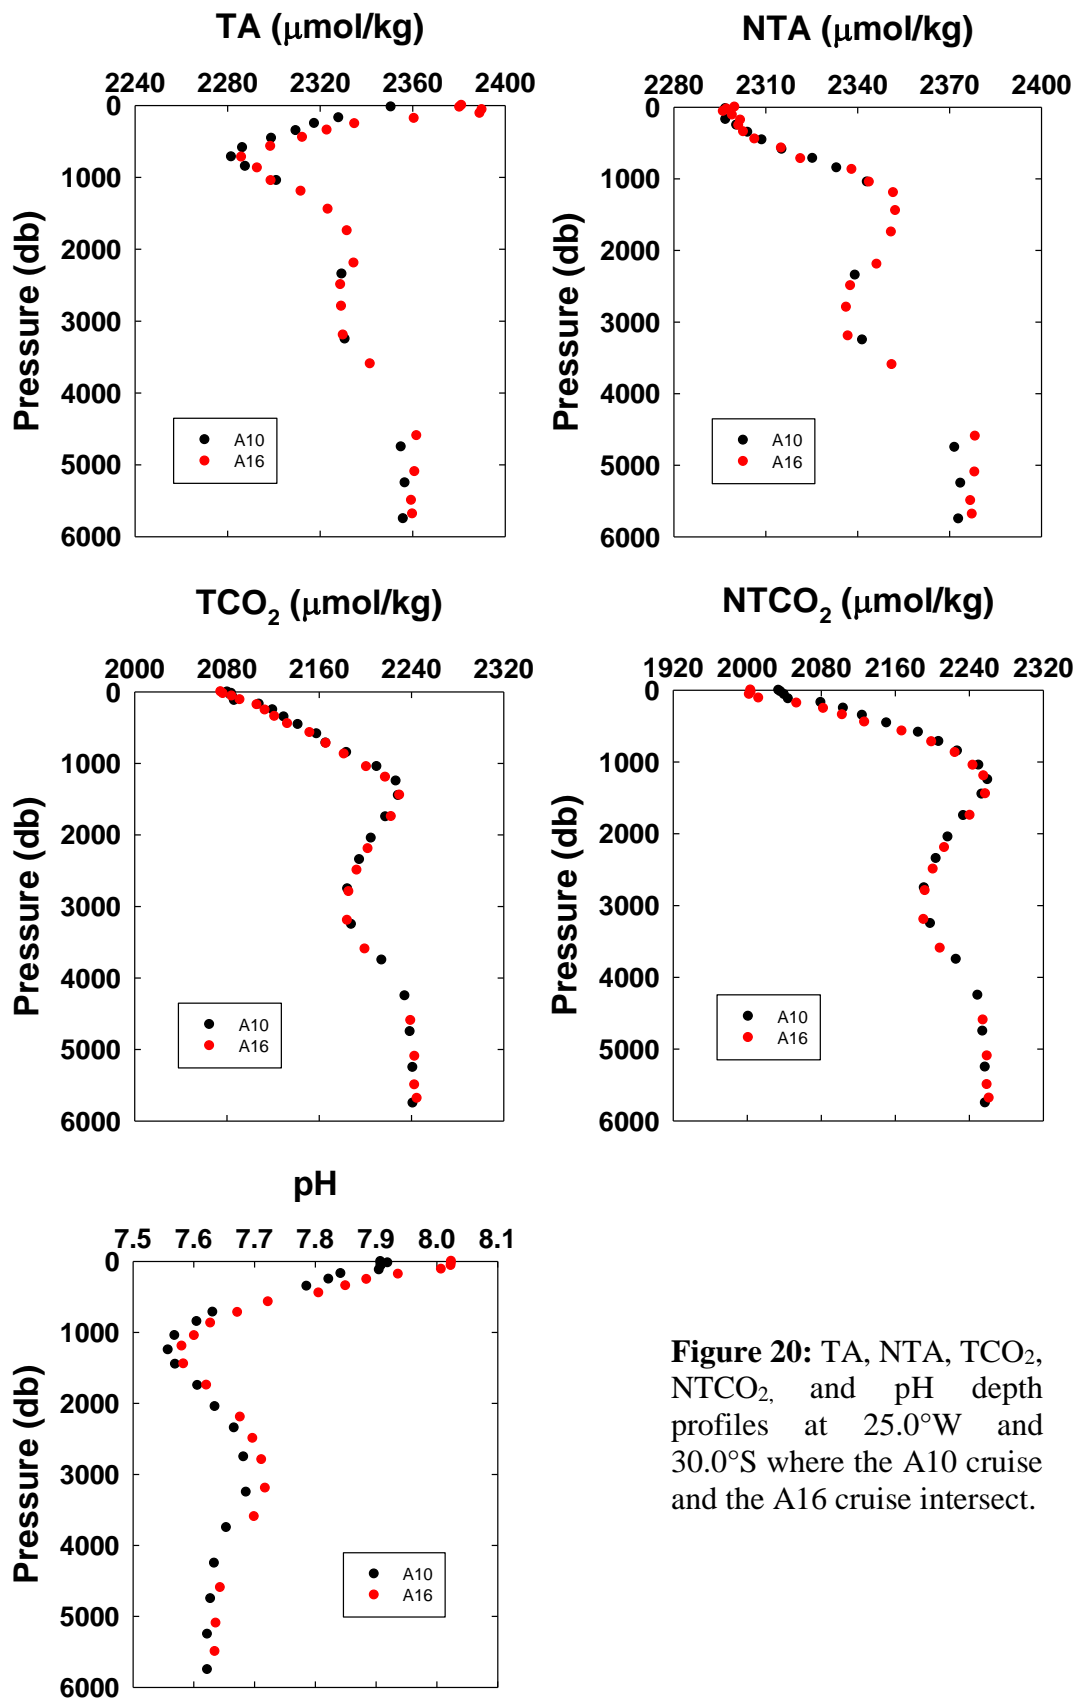 TA (μmol/kg)
2240 2280 2320 2360 2400
0
1000
2000
3000
4000
5000
6000
Pressure (db)
A10
A16
NTA (μmol/kg)
2280 2310 2340 2370 2400
0
1000
2000
3000
4000
5000
6000
Pressure (db)
A10
A16
TCO₂ (μmol/kg)
2000 2080 2160 2240 2320
0
1000
2000
3000
4000
5000
6000
Pressure (db)
A10
A16
NTCO₂ (μmol/kg)
1920 2000 2080 2160 2240 2320
0
1000
2000
3000
4000
5000
6000
Pressure (db)
A10
A16
pH
7.5 7.6 7.7 7.8 7.9 8.0 8.1
0
1000
2000
3000
4000
5000
6000
Pressure (db)
A10
A16
Figure 20: TA, NTA, TCO₂,
NTCO₂, and pH depth
profiles at 25.0°W and
30.0°S where the A10 cruise
and the A16 cruise intersect.